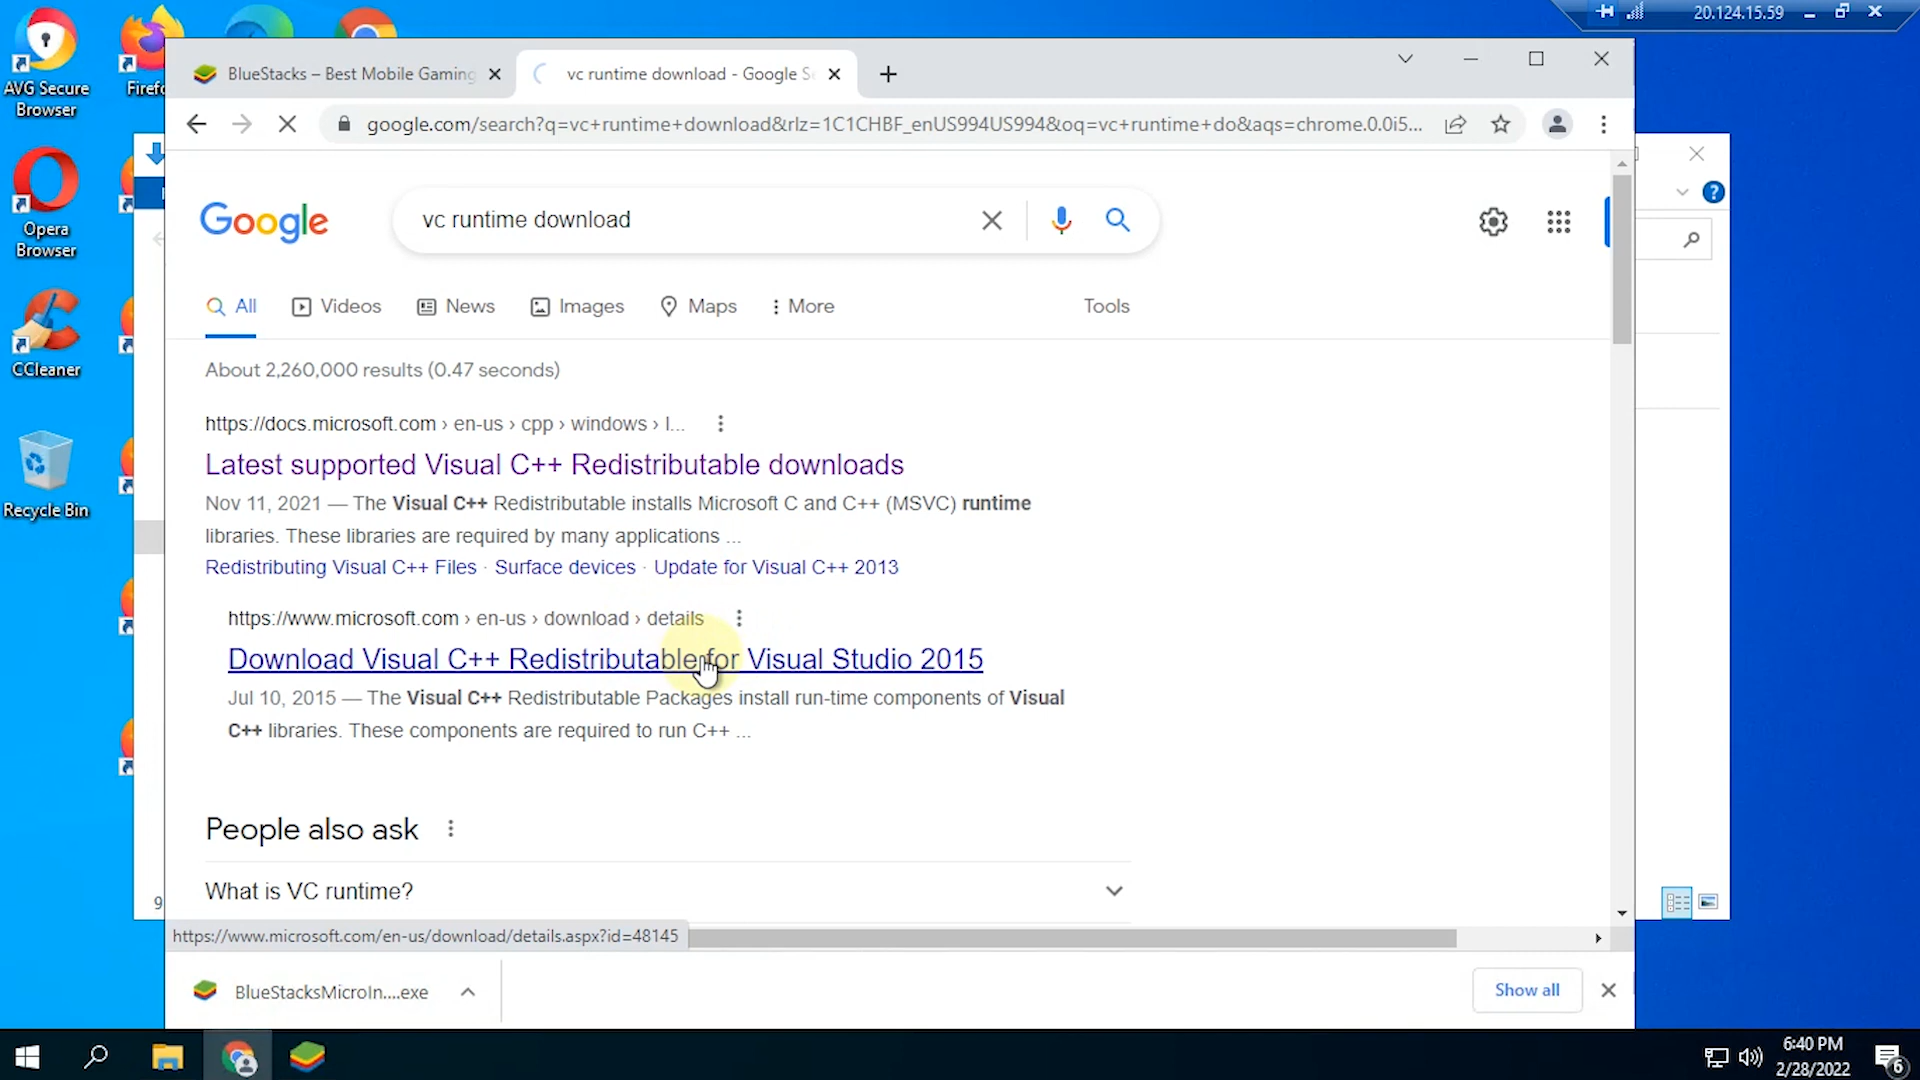 20.124.15.59
AVG Secure
Browser
Firefo
Opera
Browser
CCleaner
Recycle Bin
BlueStacks – Best Mobile Gaming
vc runtime download - Google S
google.com/search?q=vc+runtime+download&rlz=1C1CHBF_enUS994US994&oq=vc+runtime+do&aqs=chrome.0.0i5...
Google
vc runtime download
All
Videos
News
Images
Maps
More
Tools
About 2,260,000 results (0.47 seconds)
https://docs.microsoft.com › en-us › cpp › windows › l...
Latest supported Visual C++ Redistributable downloads
Nov 11, 2021 — The Visual C++ Redistributable installs Microsoft C and C++ (MSVC) runtime
libraries. These libraries are required by many applications ...
Redistributing Visual C++ Files · Surface devices · Update for Visual C++ 2013
https://www.microsoft.com › en-us › download › details
Download Visual C++ Redistributable for Visual Studio 2015
Jul 10, 2015 — The Visual C++ Redistributable Packages install run-time components of Visual
C++ libraries. These components are required to run C++ ...
People also ask
What is VC runtime?
9
https://www.microsoft.com/en-us/download/details.aspx?id=48145
BlueStacksMicroIn....exe
Show all
6:40 PM
2/28/2022
6